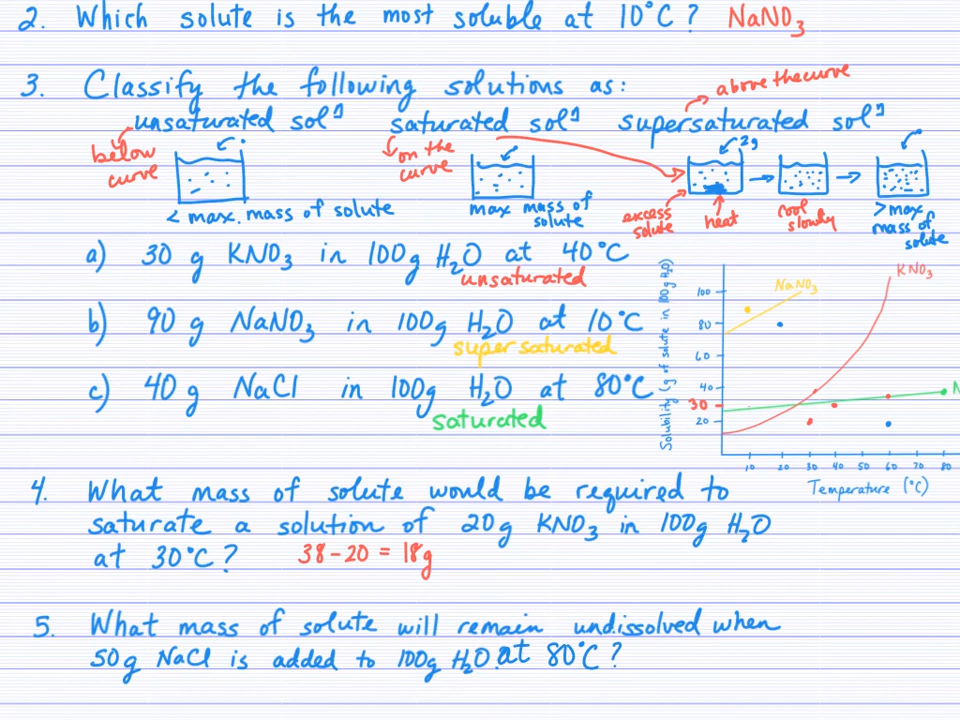 2. Which solute is the most soluble at 10°C? NaNO3
3. Classify the following solutions as:
above the curve
unsaturated solⁿ saturated solⁿ supersaturated solⁿ
below curve
on the curve
2g
< max. mass of solute
max mass of solute
excess solute
heat
cool slowly
> max mass of solute
a) 30 g KNO3 in 100g H2O at 40°C
unsaturated
b) 90 g NaNO3 in 100g H2O at 10°C
supersaturated
c) 40 g NaCl in 100g H2O at 80°C
saturated
Solubility (g of solute in 100g H2O)
100
80
60
40
30
20
NaNO3
KNO3
N
10 20 30 40 50 60 70 80
Temperature (°C)
4. What mass of solute would be required to
saturate a solution of 20g KNO3 in 100g H2O
at 30°C? 38-20 = 18g
5. What mass of solute will remain undissolved when
50g NaCl is added to 100g H2O at 80°C?